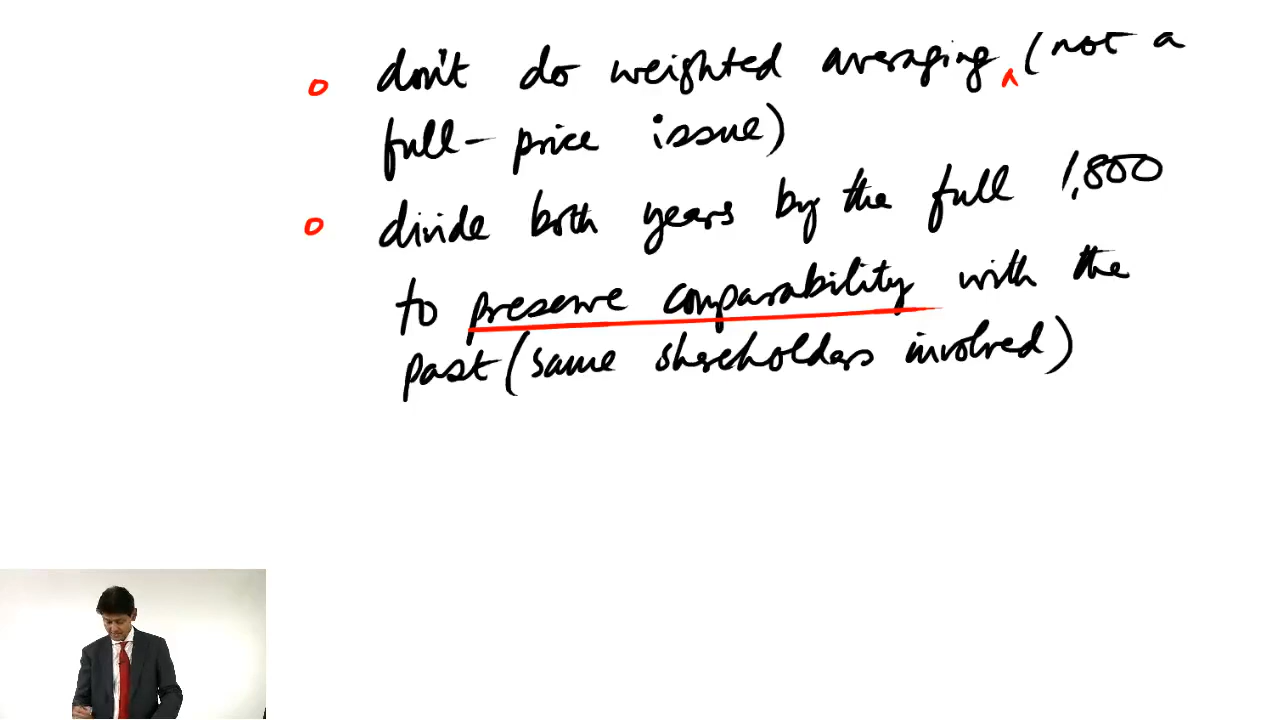 o don't do weighted averaging ^ (not a
full-price issue)
o divide both years by the full 1,800
to preserve comparability with the
past (same shareholders involved)